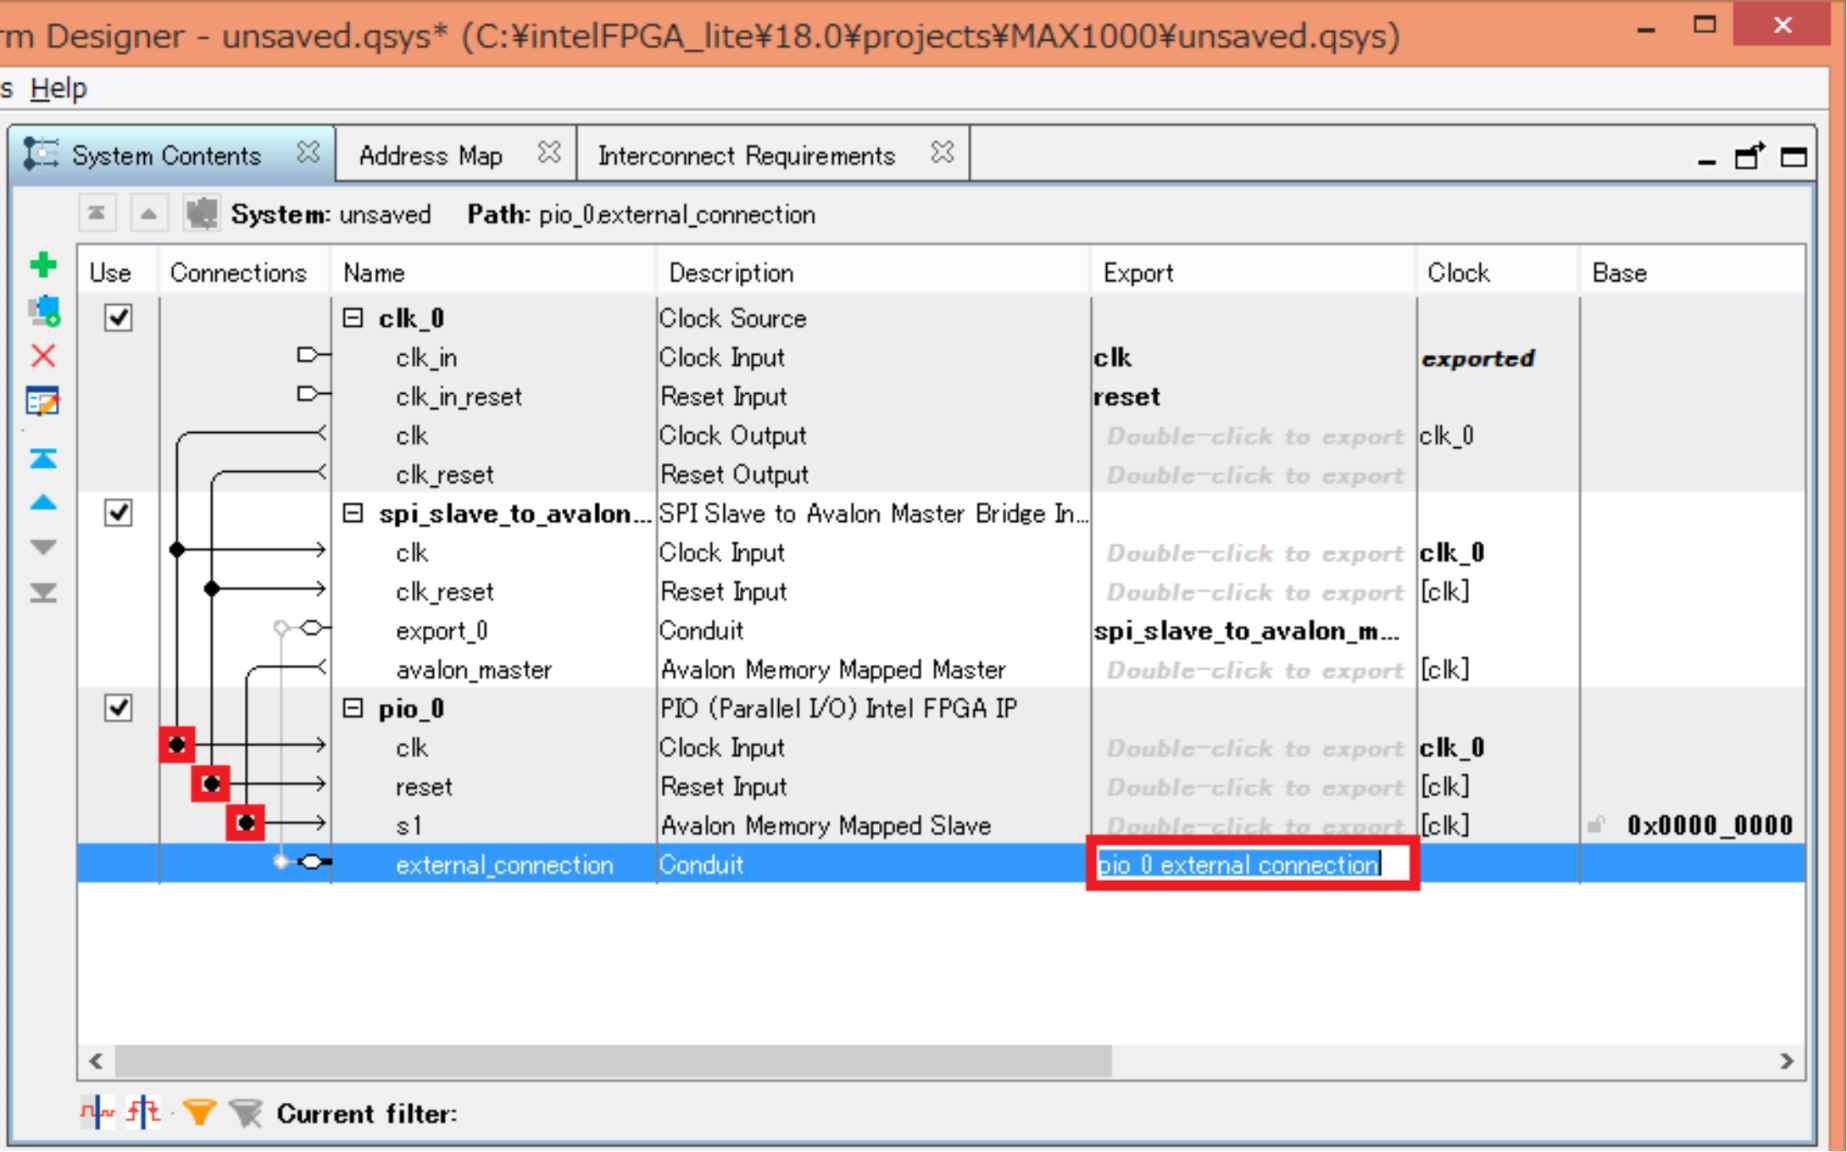 rm Designer - unsaved.qsys* (C:¥intelFPGA_lite¥18.0¥projects¥MAX1000¥unsaved.qsys)
s Help
System Contents Address Map Interconnect Requirements
System: unsaved Path: pio_0.external_connection
Use Connections Name Description Export Clock Base
clk_0 Clock Source
clk_in Clock Input clk exported
clk_in_reset Reset Input reset
clk Clock Output Double-click to export clk_0
clk_reset Reset Output Double-click to export
spi_slave_to_avalon... SPI Slave to Avalon Master Bridge In...
clk Clock Input Double-click to export clk_0
clk_reset Reset Input Double-click to export [clk]
export_0 Conduit spi_slave_to_avalon_m...
avalon_master Avalon Memory Mapped Master Double-click to export [clk]
pio_0 PIO (Parallel I/O) Intel FPGA IP
clk Clock Input Double-click to export clk_0
reset Reset Input Double-click to export [clk]
s1 Avalon Memory Mapped Slave Double-click to export [clk] 0x0000_0000
external_connection Conduit pio_0_external_connection
Current filter: